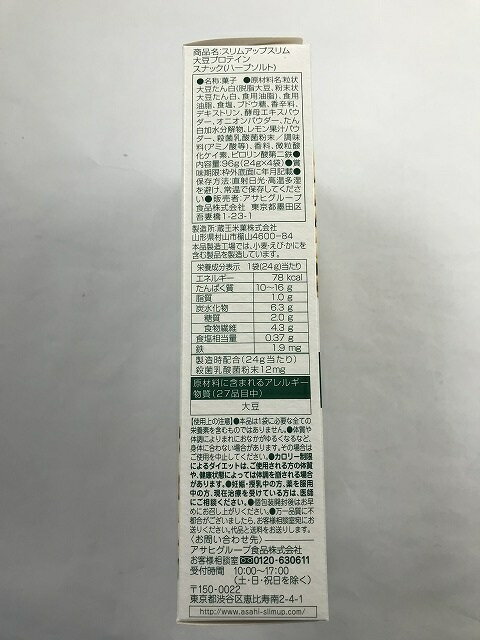 商品名:スリムアップスリム
大豆プロテイン
スナック(ハーブソルト)
●名称:菓子 ●原材料名:粒状
大豆たん白(脱脂大豆、粉末状
大豆たん白、食用油脂)、食用
油脂、食塩、ブドウ糖、香辛料、
デキストリン、酵母エキスパウ
ダー、オニオンパウダー、たん
白加水分解物、レモン果汁パウ
ダー、殺菌乳酸菌粉末/調味
料(アミノ酸等)、香料、微粒酸
化ケイ素、ピロリン酸第二鉄●
内容量:96g(24g×4袋)●賞
味期限:枠外底面に年月記載●
保存方法:直射日光・高温多湿
を避け、常温で保存してくださ
い●販売者:アサヒグループ
食品株式会社 東京都墨田区
吾妻橋1-23-1
製造所:蔵王米菓株式会社
山形県村山市楯山4600-84
本品製造工場では、小麦・えび・かにを
含む製品を製造しています。
栄養成分表示 1袋(24g)当たり
エネルギー 78 kcal
たんぱく質 10~16 g
脂質 1.0 g
炭水化物 6.3 g
糖質 2.0 g
食物繊維 4.3 g
食塩相当量 0.37 g
鉄 1.9 mg
製造時配合(24g当たり)
殺菌乳酸菌粉末12mg
原材料に含まれるアレルギー
物質(27品目中)
大豆
【使用上の注意】●本品は1袋に必要な全ての
栄養素を含むものではありません。●体質や
体調によりまれにおなかがゆるくなるなど、
身体に合わない場合があります。その場合は
ご使用を中止してください。●カロリー制限
によるダイエットは、ご使用される方の体質
や、健康状態によっては体調を崩される場合
があります。●妊娠・授乳中の方、薬を服用
中の方、現在治療を受けている方は、医師
にご相談ください。●個包装開封後はお早
めにお召し上がりください。●万一品質に不
都合がございましたら、お客様相談室宛にお
送りください。代品と送料をお送りします。
〈お問い合わせ先〉
アサヒグループ食品株式会社
お客様相談室 0120-630611
受付時間 10:00~17:00
(土・日・祝日を除く)
〒150-0022
東京都渋谷区恵比寿南2-4-1
http://www.asahi-slimup.com/